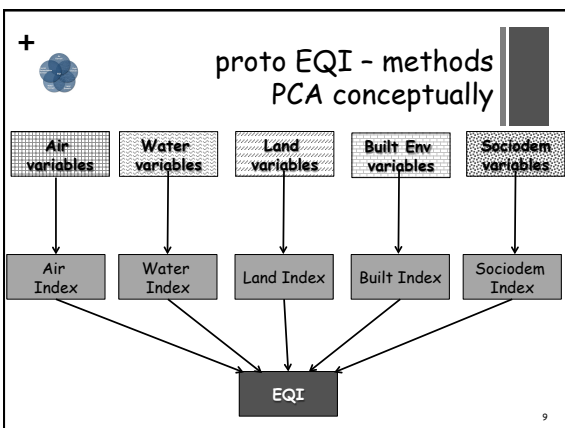 +
proto EQI – methods
PCA conceptually
Air
variables
Water
variables
Land
variables
Built Env
variables
Sociodem
variables
Air
Index
Water
Index
Land Index
Built Index
Sociodem
Index
EQI
9